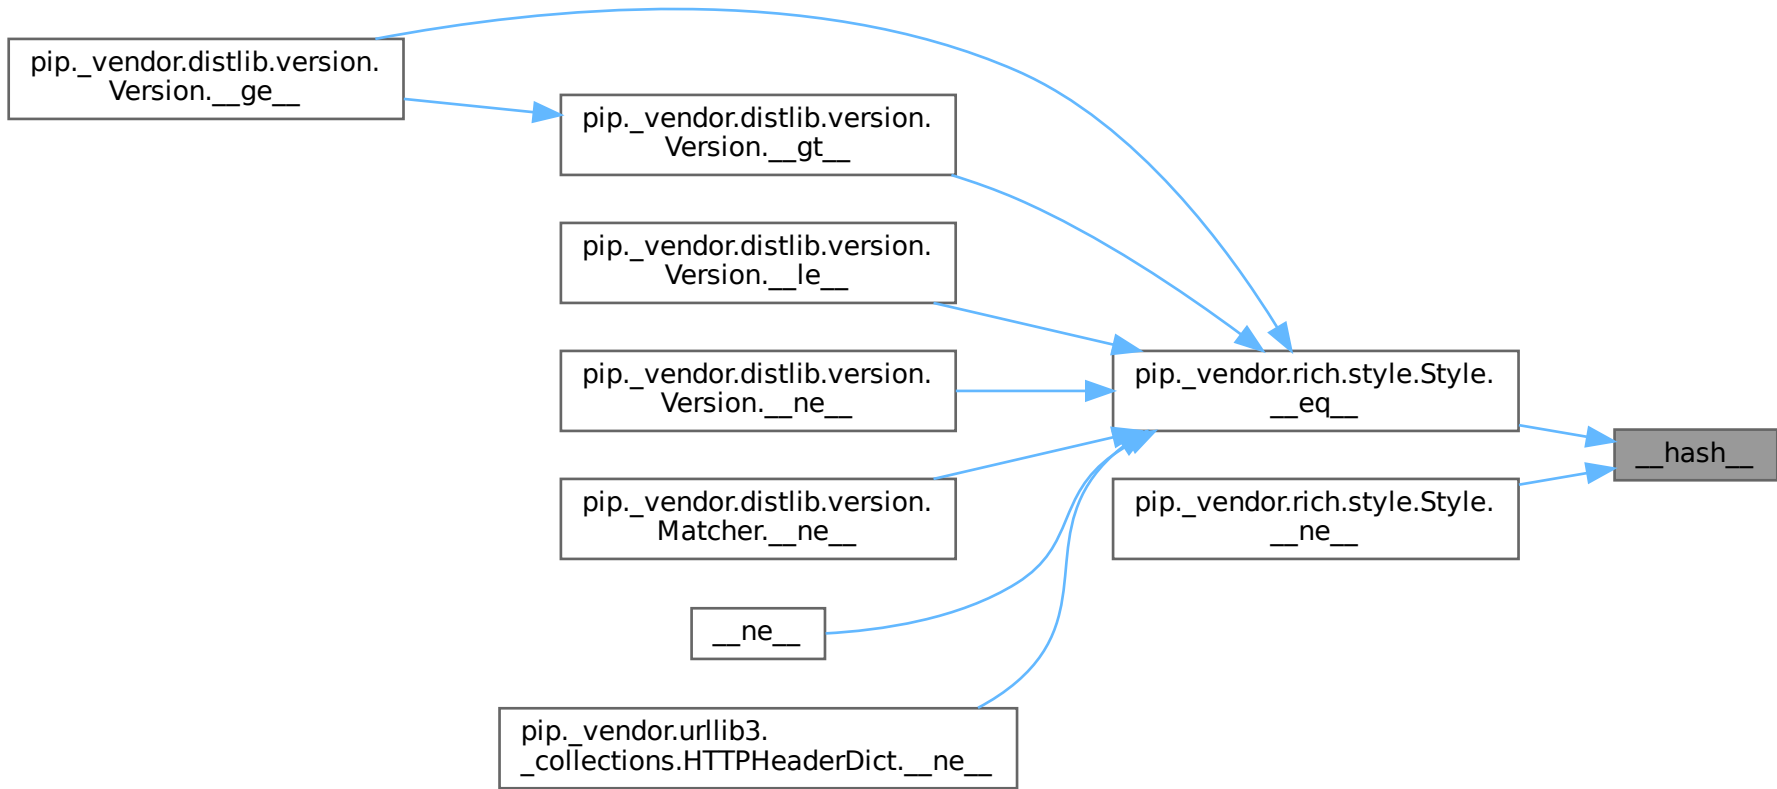 pip._vendor.distlib.version.
Version.__ge__
pip._vendor.distlib.version.
Version.__gt__
pip._vendor.distlib.version.
Version.__le__
pip._vendor.distlib.version.
Version.__ne__
pip._vendor.distlib.version.
Matcher.__ne__
__ne__
pip._vendor.urllib3.
_collections.HTTPHeaderDict.__ne__
pip._vendor.rich.style.Style.
__eq__
pip._vendor.rich.style.Style.
__ne__
__hash__